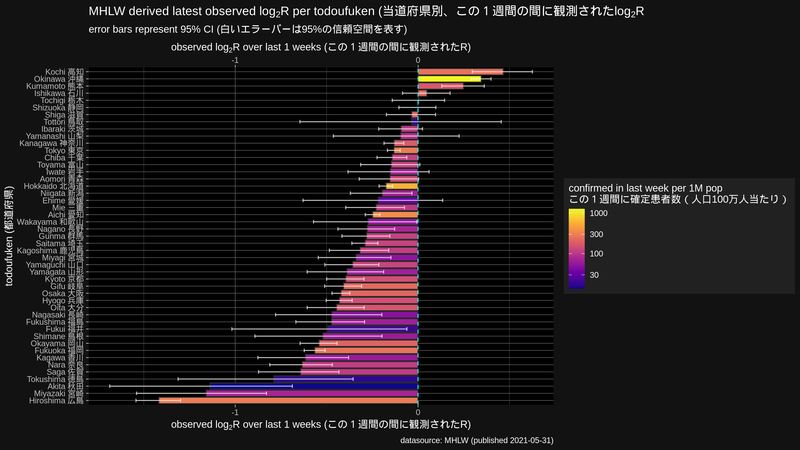 MHLW derived latest observed log₂R per todoufuken (当道府県別、この１週間の間に観測されたlog₂R
error bars represent 95% CI (白いエラーバーは95%の信頼空間を表す)
observed log₂R over last 1 weeks (この１週間の間に観測されたR)
-1 0
todoufuken (都道府県)
Kochi 高知
Okinawa 沖縄
Kumamoto 熊本
Ishikawa 石川
Tochigi 栃木
Shizuoka 静岡
Shiga 滋賀
Tottori 鳥取
Ibaraki 茨城
Yamanashi 山梨
Kanagawa 神奈川
Tokyo 東京
Chiba 千葉
Toyama 富山
Iwate 岩手
Aomori 青森
Hokkaido 北海道
Niigata 新潟
Ehime 愛媛
Mie 三重
Aichi 愛知
Wakayama 和歌山
Nagano 長野
Gunma 群馬
Saitama 埼玉
Kagoshima 鹿児島
Miyagi 宮城
Yamaguchi 山口
Yamagata 山形
Kyoto 京都
Gifu 岐阜
Osaka 大阪
Hyogo 兵庫
Oita 大分
Nagasaki 長崎
Fukushima 福島
Fukui 福井
Shimane 島根
Okayama 岡山
Fukuoka 福岡
Kagawa 香川
Nara 奈良
Saga 佐賀
Tokushima 徳島
Akita 秋田
Miyazaki 宮崎
Hiroshima 広島
-1 0
observed log₂R over last 1 weeks (この１週間の間に観測されたR)
confirmed in last week per 1M pop
この１週間に確定患者数 ( 人口100万人当たり )
1000
300
100
30
datasource: MHLW (published 2021-05-31)